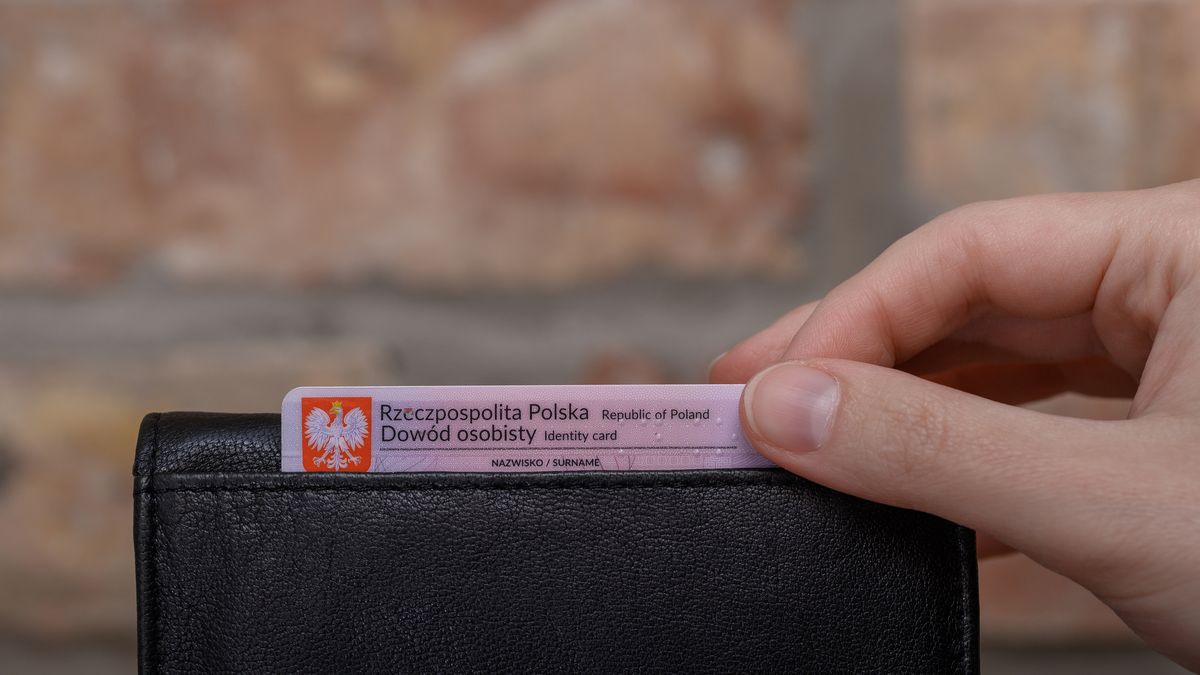 Rzeczpospolita Polska Republic of Poland
Dowód osobisty Identity card
NAZWISKO / SURNAME